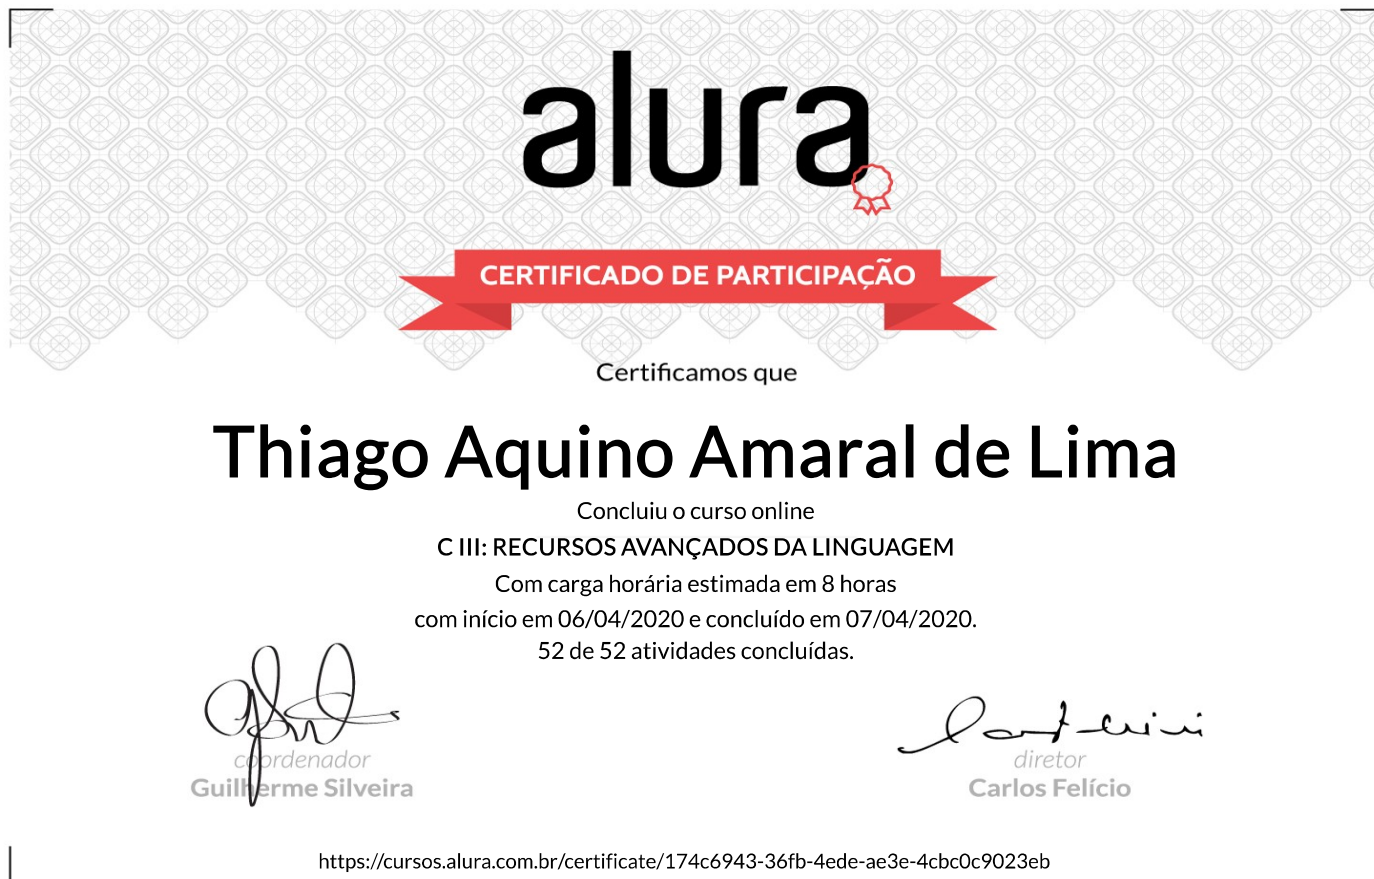 alura
CERTIFICADO DE PARTICIPAÇÃO
Certificamos que
Thiago Aquino Amaral de Lima
Concluiu o curso online
C III: RECURSOS AVANÇADOS DA LINGUAGEM
Com carga horária estimada em 8 horas
com início em 06/04/2020 e concluído em 07/04/2020.
52 de 52 atividades concluídas.
coordenador
Guilherme Silveira
diretor
Carlos Felício
https://cursos.alura.com.br/certificate/174c6943-36fb-4ede-ae3e-4cbc0c9023eb